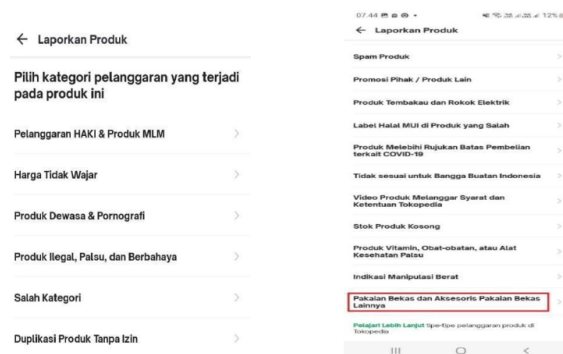 Laporkan Produk
Pilih kategori pelanggaran yang terjadi
pada produk ini
Pelanggaran HAKI & Produk MLM
Harga Tidak Wajar
Produk Dewasa & Pornografi
Produk Ilegal, Palsu, dan Berbahaya
Salah Kategori
Duplikasi Produk Tanpa Izin
07.44
12%
Laporkan Produk
Spam Produk
Promosi Pihak / Produk Lain
Produk Tembakau dan Rokok Elektrik
Label Halal MUI di Produk yang Salah
Produk Melebihi Rujukan Batas Pembelian
terkait COVID-19
Tidak sesuai untuk Bangga Buatan Indonesia
Video Produk Melanggar Syarat dan
Ketentuan Tokopedia
Stok Produk Kosong
Produk Vitamin, Obat-obatan, atau Alat
Kesehatan Palsu
Indikasi Manipulasi Berat
Pakaian Bekas dan Aksesoris Pakaian Bekas
Lainnya
Pelajari Lebih Lanjut tipe-tipe pelanggaran produk di
Tokopedia